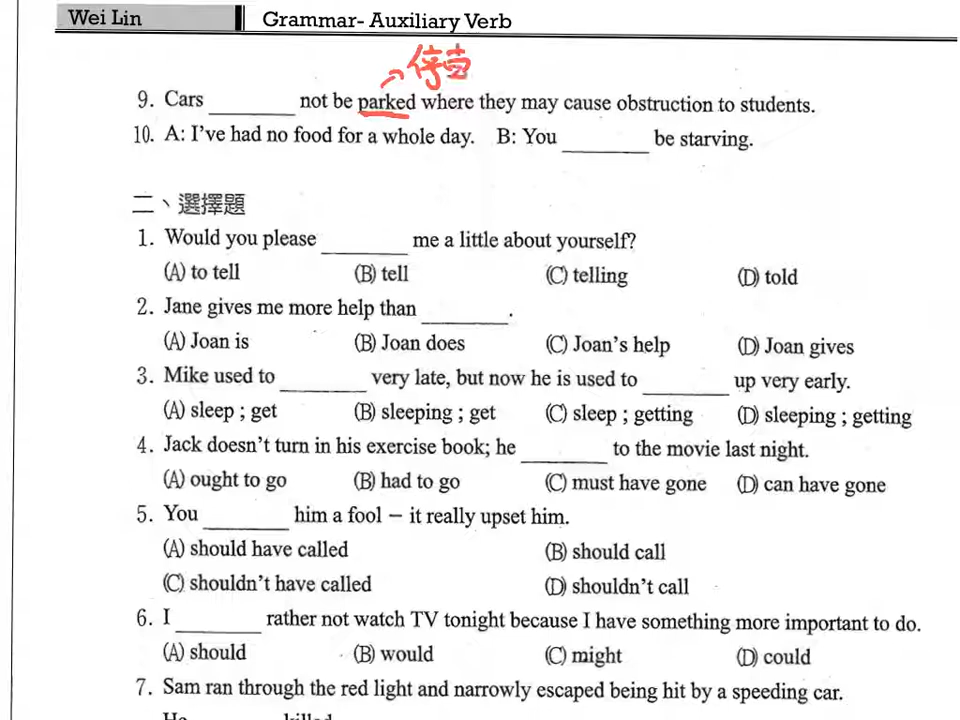 Wei Lin Grammar- Auxiliary Verb
停
9. Cars ________ not be parked where they may cause obstruction to students.
10. A: I've had no food for a whole day. B: You ________ be starving.
二、選擇題
1. Would you please ________ me a little about yourself?
(A) to tell (B) tell (C) telling (D) told
2. Jane gives me more help than ________.
(A) Joan is (B) Joan does (C) Joan's help (D) Joan gives
3. Mike used to ________ very late, but now he is used to ________ up very early.
(A) sleep ; get (B) sleeping ; get (C) sleep ; getting (D) sleeping ; getting
4. Jack doesn't turn in his exercise book; he ________ to the movie last night.
(A) ought to go (B) had to go (C) must have gone (D) can have gone
5. You ________ him a fool – it really upset him.
(A) should have called (B) should call
(C) shouldn't have called (D) shouldn't call
6. I ________ rather not watch TV tonight because I have something more important to do.
(A) should (B) would (C) might (D) could
7. Sam ran through the red light and narrowly escaped being hit by a speeding car.
He ________ killed